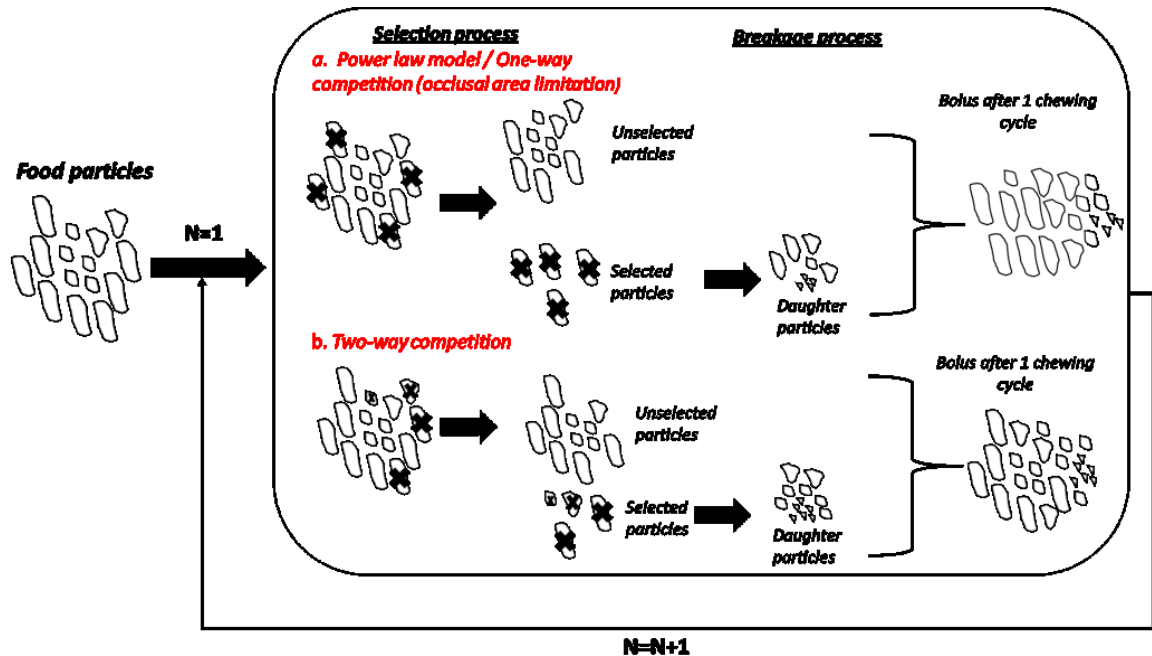 Selection process
Breakage process
a. Power law model / One-way
competition (occlusal area limitation)
Food particles
N=1
Unselected
particles
Selected
particles
Daughter
particles
Bolus after 1 chewing
cycle
b. Two-way competition
Unselected
particles
Selected
particles
Daughter
particles
Bolus after 1 chewing
cycle
N=N+1